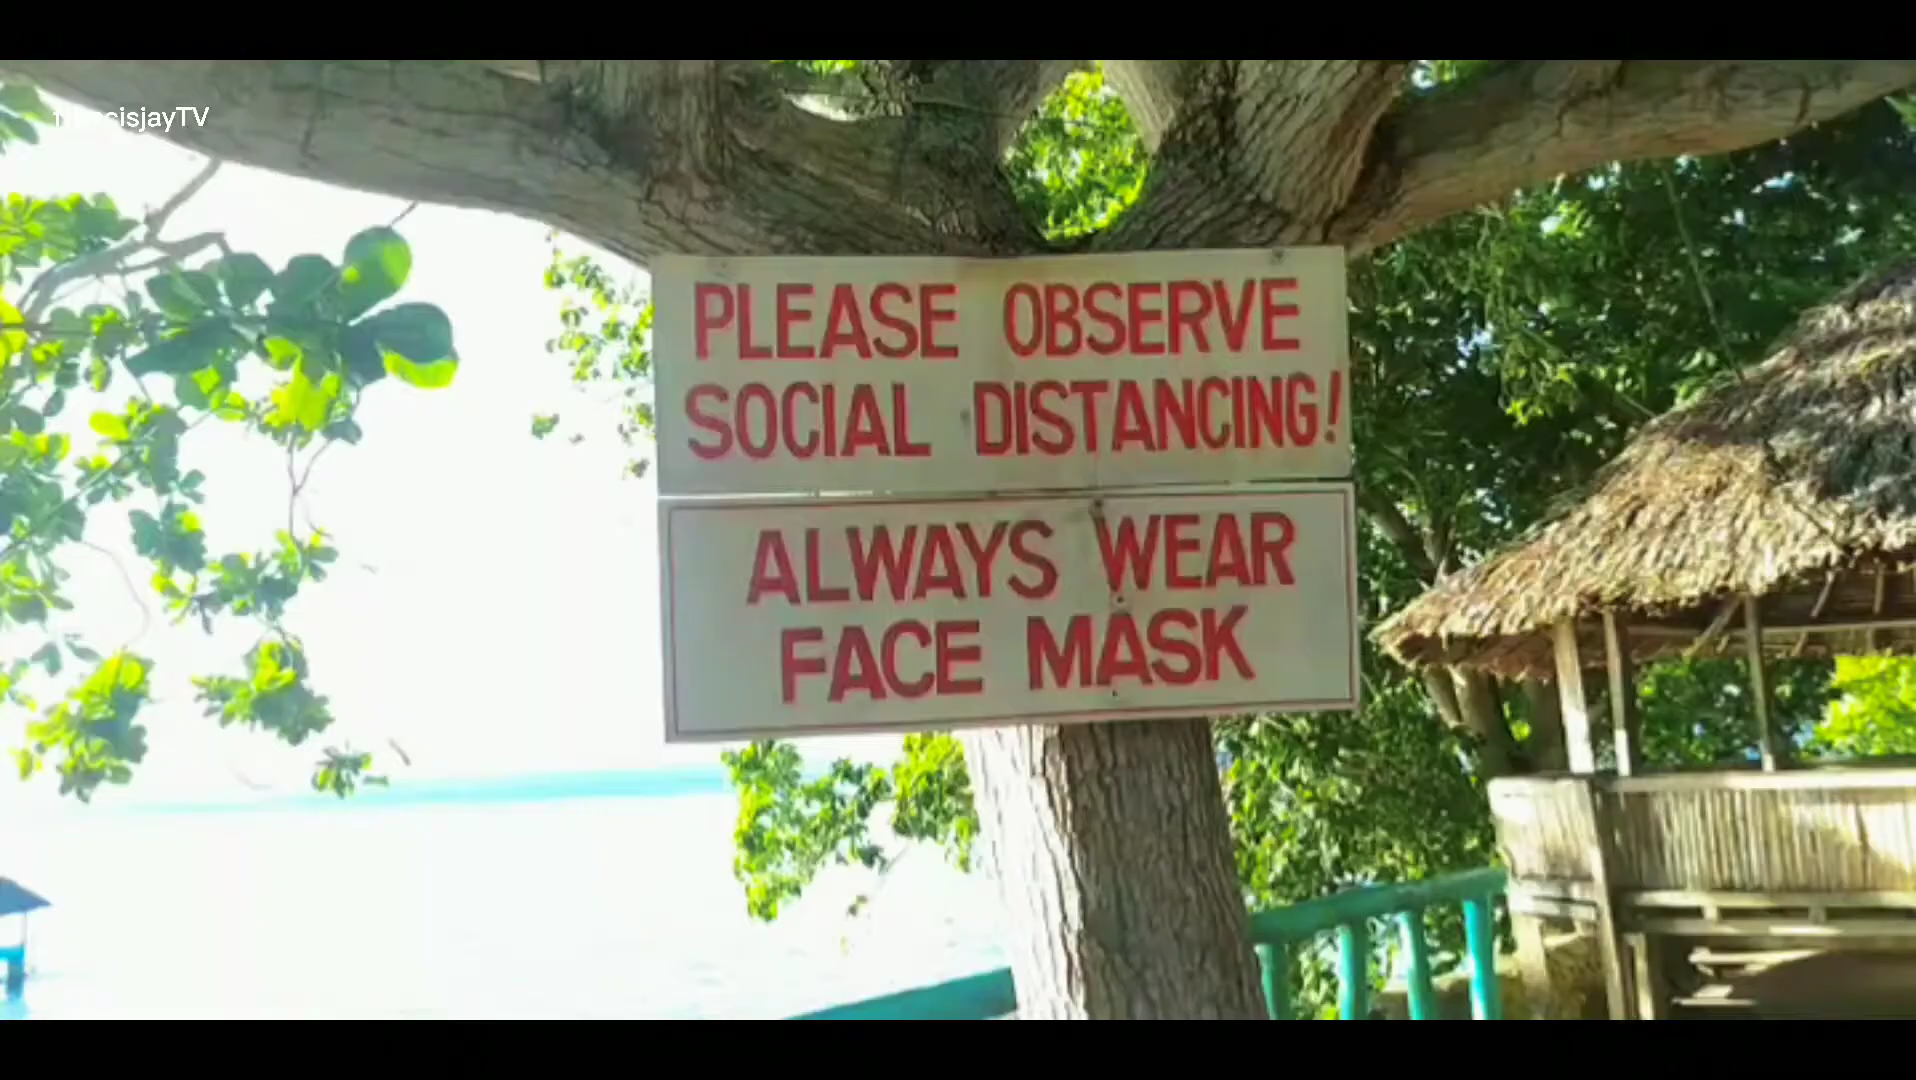 PLEASE OBSERVE
SOCIAL DISTANCING!
ALWAYS WEAR
FACE MASK